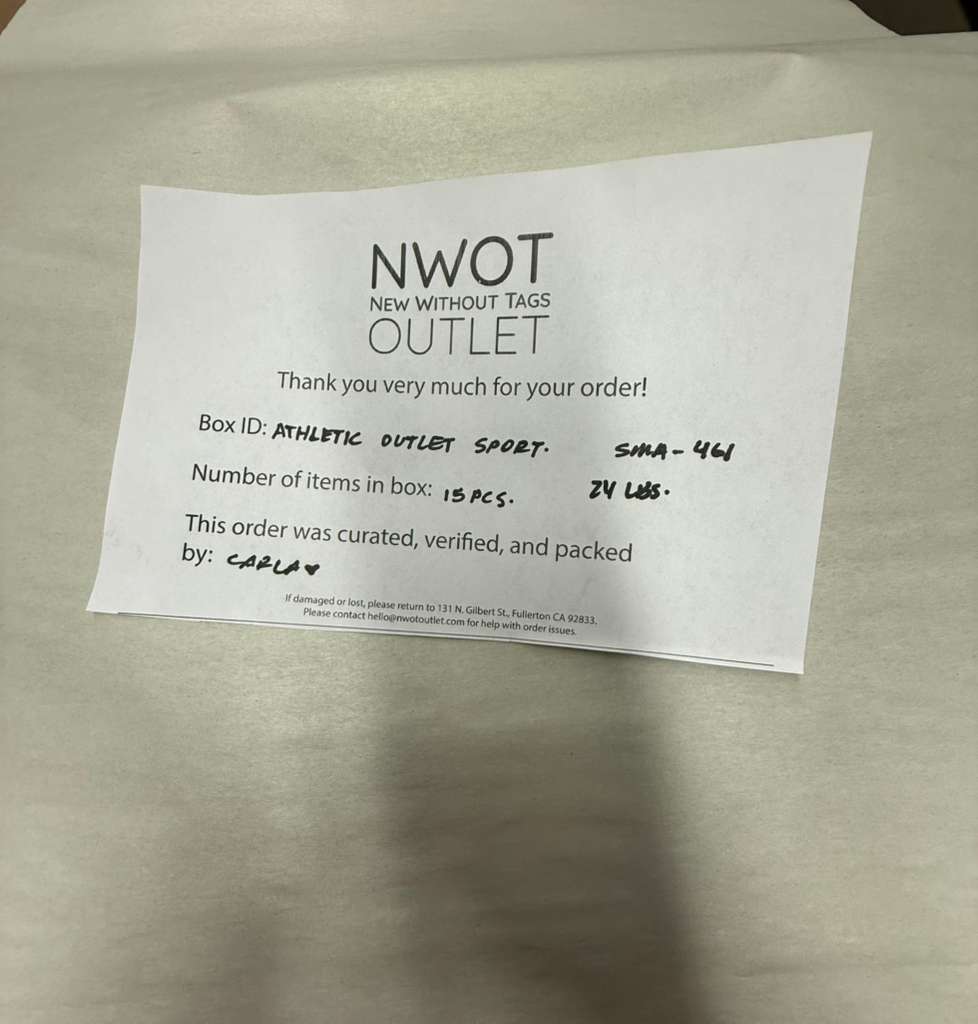 NWOT
NEW WITHOUT TAGS
OUTLET
Thank you very much for your order!
Box ID: ATHLETIC OUTLET SPORT. SMA-461
Number of items in box: 15 PCS. 24 LBS.
This order was curated, verified, and packed
by: CARLA ♥
If damaged or lost, please return to 131 N. Gilbert St., Fullerton CA 92833.
Please contact hello@nwotoutlet.com for help with order issues.